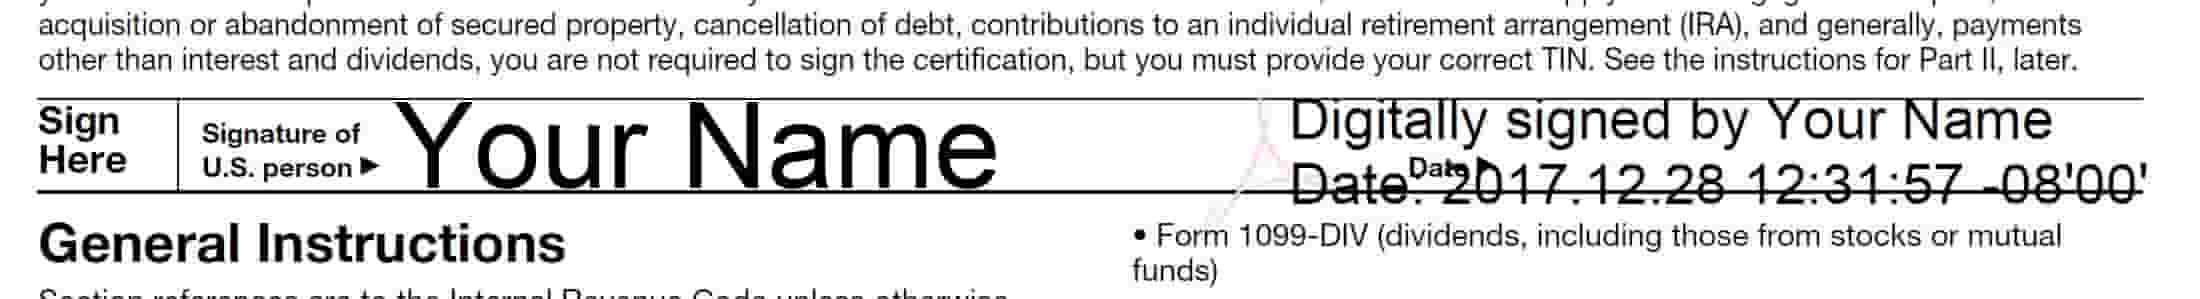 acquisition or abandonment of secured property, cancellation of debt, contributions to an individual retirement arrangement (IRA), and generally, payments
other than interest and dividends, you are not required to sign the certification, but you must provide your correct TIN. See the instructions for Part II, later.
Sign
Here
Signature of
U.S. person ▶
Your Name
Digitally signed by Your Name
Date: 2017.12.28 12:31:57 -08'00'
Date ▶
General Instructions
Section references are to the Internal Revenue Code unless otherwise
• Form 1099-DIV (dividends, including those from stocks or mutual
funds)